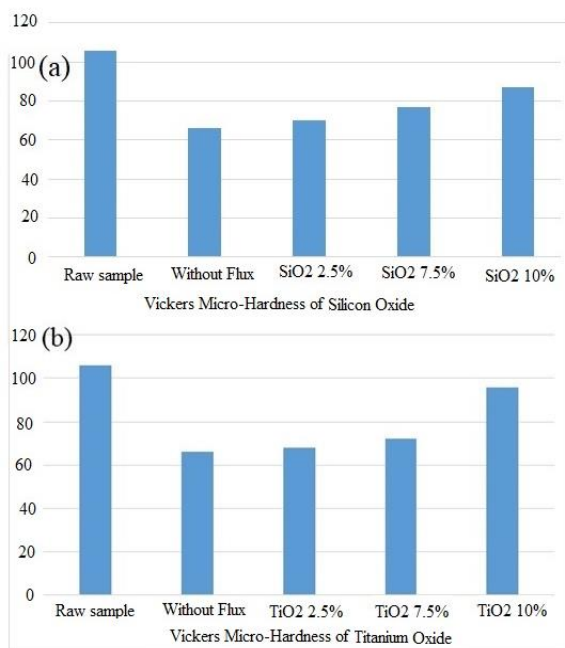 120
100
(a)
80
60
40
20
0
Raw sample Without Flux SiO2 2.5% SiO2 7.5% SiO2 10%
Vickers Micro-Hardness of Silicon Oxide
120
(b)
100
80
60
40
20
0
Raw sample Without Flux TiO2 2.5% TiO2 7.5% TiO2 10%
Vickers Micro-Hardness of Titanium Oxide